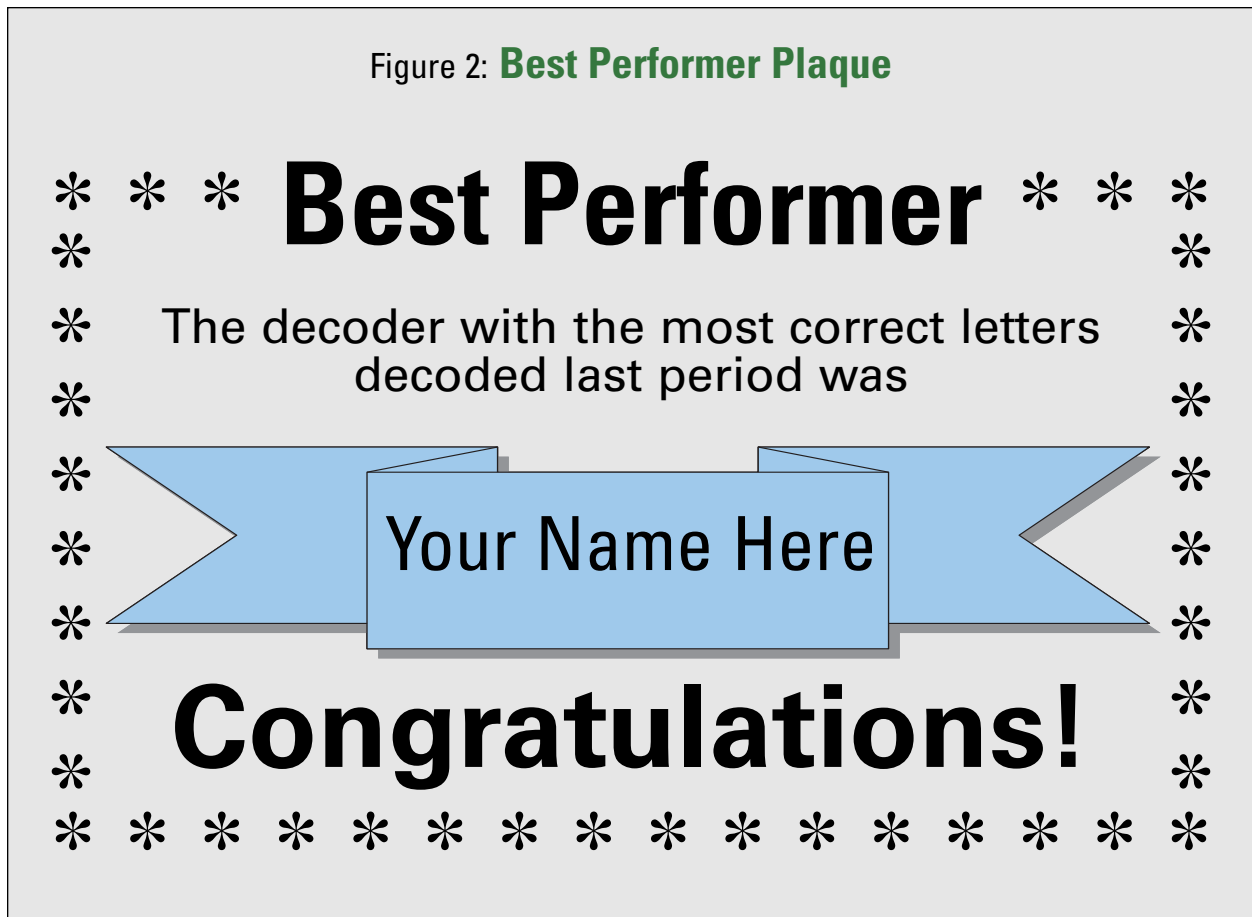 Figure 2: Best Performer Plaque
* * * Best Performer * * *
* *
* The decoder with the most correct letters *
decoded last period was
* *
* *
Your Name Here
* *
* *
* *
Congratulations!
* *
* * * * * * * * * * * * * * * *